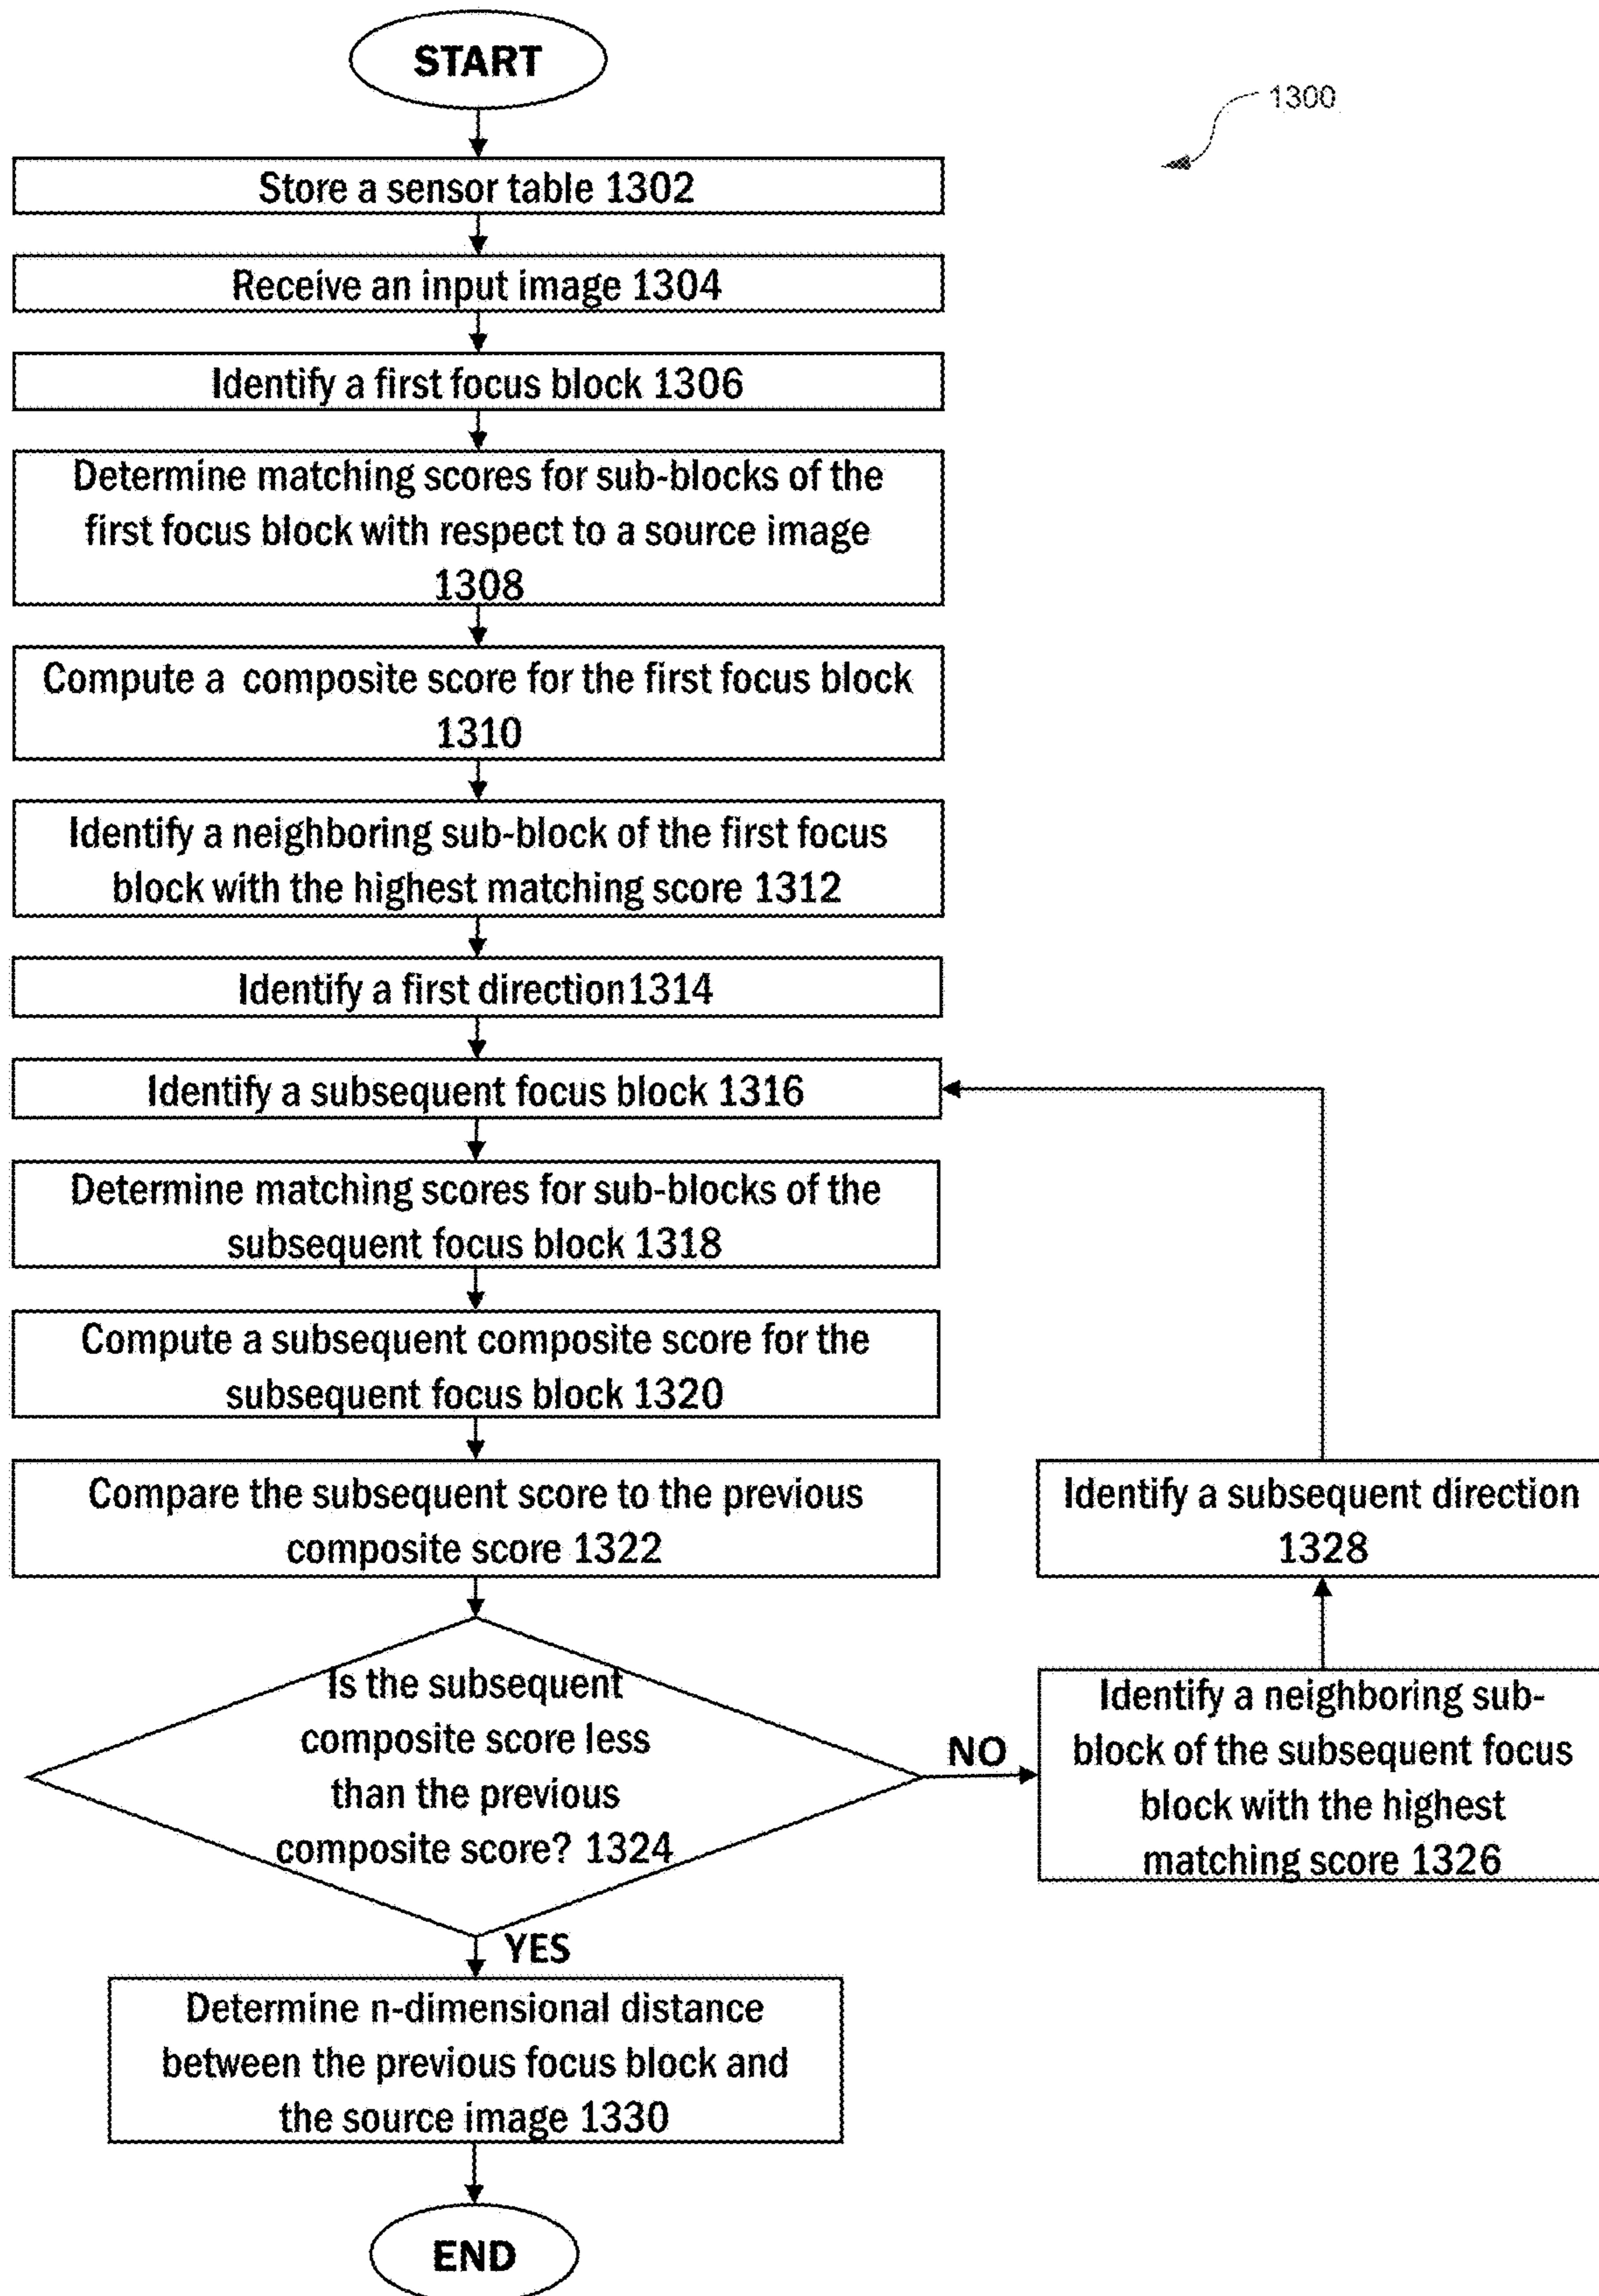 START
1300
Store a sensor table 1302
Receive an input image 1304
Identify a first focus block 1306
Determine matching scores for sub-blocks of the
first focus block with respect to a source image
1308
Compute a composite score for the first focus block
1310
Identify a neighboring sub-block of the first focus
block with the highest matching score 1312
Identify a first direction1314
Identify a subsequent focus block 1316
Determine matching scores for sub-blocks of the
subsequent focus block 1318
Compute a subsequent composite score for the
subsequent focus block 1320
Compare the subsequent score to the previous
composite score 1322
Identify a subsequent direction
1328
Is the subsequent
composite score less
than the previous
composite score? 1324
NO
Identify a neighboring sub-
block of the subsequent focus
block with the highest
matching score 1326
YES
Determine n-dimensional distance
between the previous focus block and
the source image 1330
END